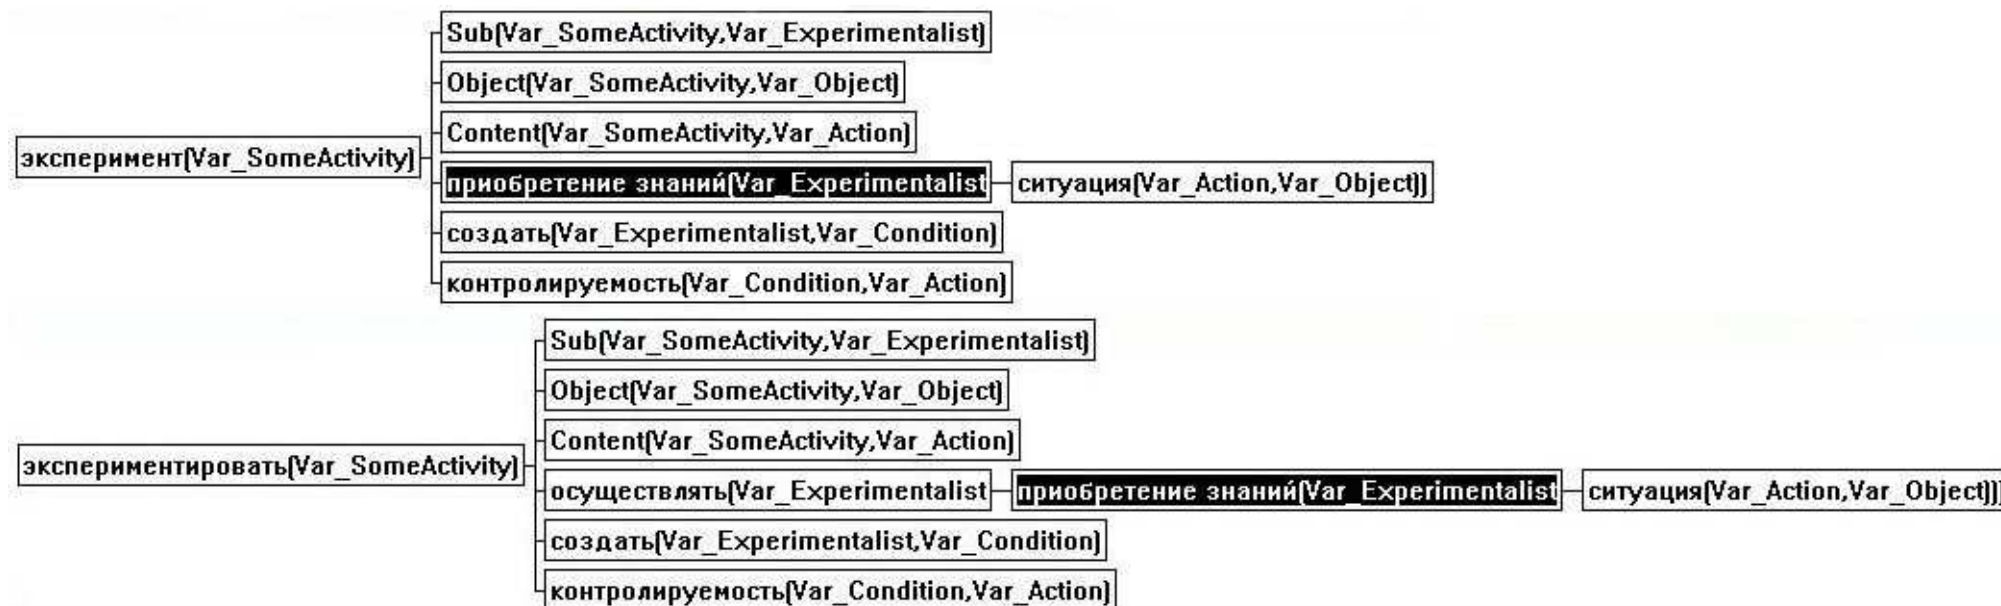 Sub(Var_SomeActivity,Var_Experimentalist)
Object(Var_SomeActivity,Var_Object)
Content(Var_SomeActivity,Var_Action)
эксперимент(Var_SomeActivity)
приобретение знаний(Var_Experimentalist ситуация(Var_Action,Var_Object))
создать(Var_Experimentalist,Var_Condition)
контролируемость(Var_Condition,Var_Action)
Sub(Var_SomeActivity,Var_Experimentalist)
Object(Var_SomeActivity,Var_Object)
Content(Var_SomeActivity,Var_Action)
экспериментировать(Var_SomeActivity)
осуществлять(Var_Experimentalist приобретение знаний(Var_Experimentalist ситуация(Var_Action,Var_Object)))
создать(Var_Experimentalist,Var_Condition)
контролируемость(Var_Condition,Var_Action)